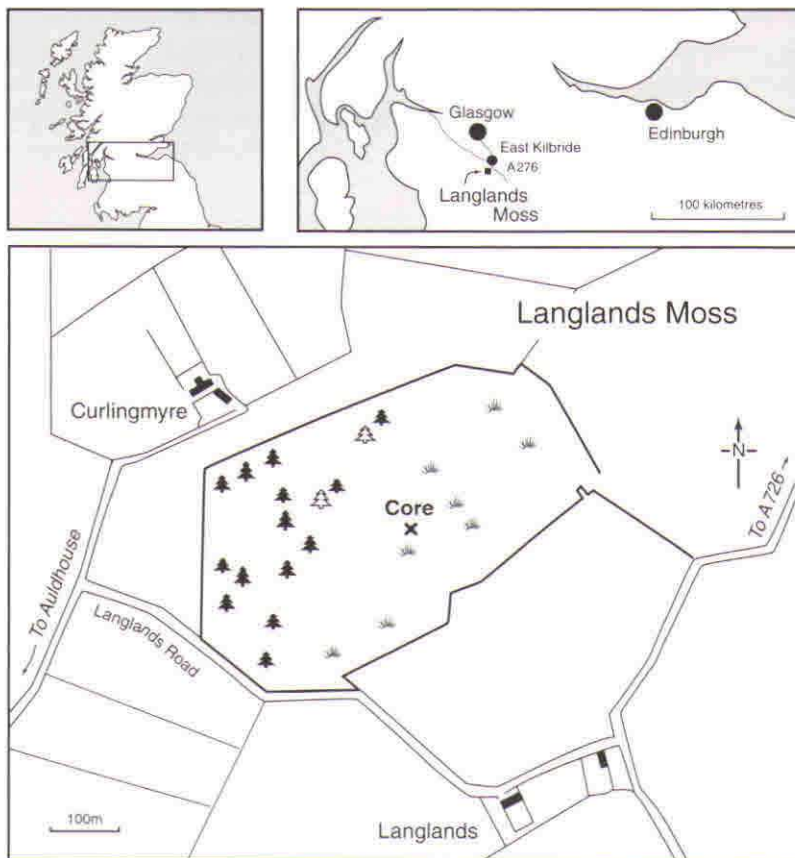 Glasgow
Edinburgh
East Kilbride
A276
Langlands
Moss
100 kilometres
Langlands Moss
Curlingmyre
N
To A726
Core
To Auldhouse
Langlands Road
100m
Langlands